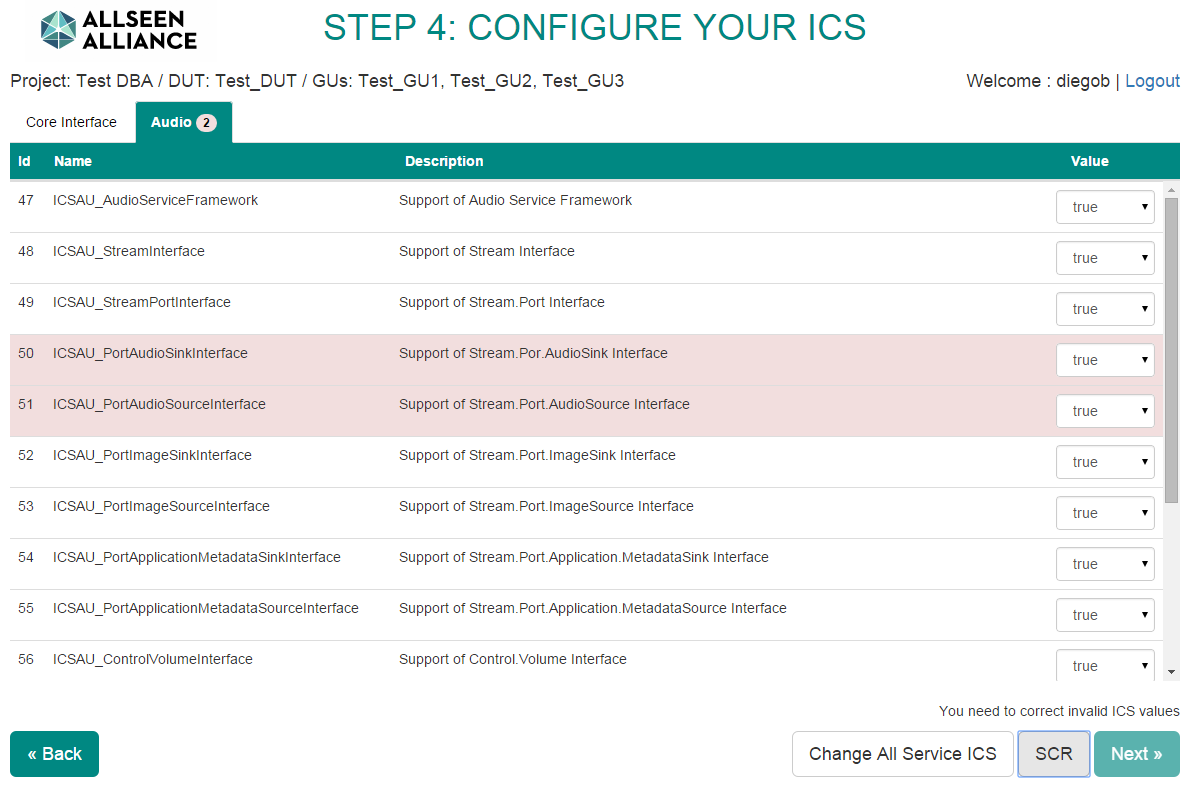 ALLSEEN
ALLIANCE
STEP 4: CONFIGURE YOUR ICS
Project: Test DBA / DUT: Test_DUT / GUs: Test_GU1, Test_GU2, Test_GU3 Welcome : diegob | Logout
Core Interface Audio 2
Id Name Description Value
47 ICSAU_AudioServiceFramework Support of Audio Service Framework true
48 ICSAU_StreamInterface Support of Stream Interface true
49 ICSAU_StreamPortInterface Support of Stream.Port Interface true
50 ICSAU_PortAudioSinkInterface Support of Stream.Por.AudioSink Interface true
51 ICSAU_PortAudioSourceInterface Support of Stream.Port.AudioSource Interface true
52 ICSAU_PortImageSinkInterface Support of Stream.Port.ImageSink Interface true
53 ICSAU_PortImageSourceInterface Support of Stream.Port.ImageSource Interface true
54 ICSAU_PortApplicationMetadataSinkInterface Support of Stream.Port.Application.MetadataSink Interface true
55 ICSAU_PortApplicationMetadataSourceInterface Support of Stream.Port.Application.MetadataSource Interface true
56 ICSAU_ControlVolumeInterface Support of Control.Volume Interface true
You need to correct invalid ICS values
« Back Change All Service ICS SCR Next »